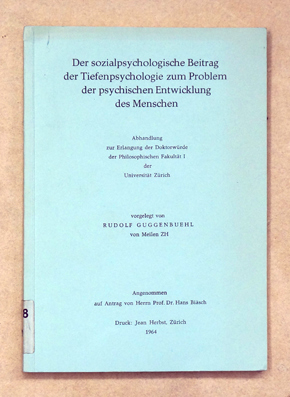 Der sozialpsychologische Beitrag
der Tiefenpsychologie zum Problem
der psychischen Entwicklung
des Menschen
Abhandlung
zur Erlangung der Doktorwürde
der Philosophischen Fakultät I
der
Universität Zürich
vorgelegt von
RUDOLF GUGGENBUEHL
von Meilen ZH
Angenommen
auf Antrag von Herrn Prof. Dr. Hans Biäsch
Druck: Jean Herbst, Zürich
1964
8